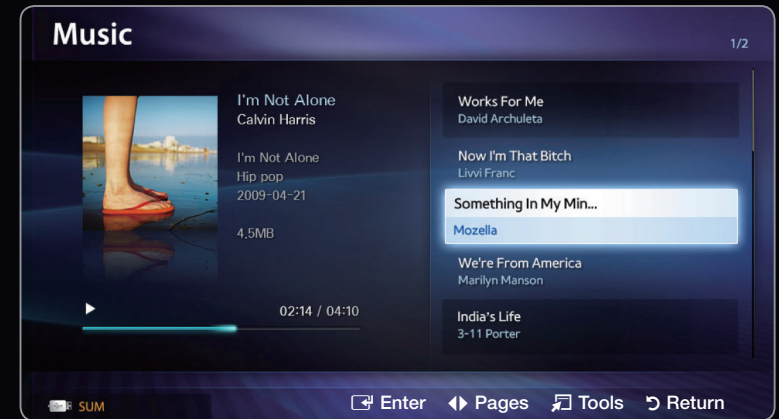 Music
1/2
I'm Not Alone
Calvin Harris
I'm Not Alone
Hip pop
2009-04-21
4.5MB
02:14 / 04:10
Works For Me
David Archuleta
Now I'm That Bitch
Livvi Franc
Something In My Min...
Mozella
We're From America
Marilyn Manson
India's Life
3-11 Porter
SUM
Enter Pages Tools Return